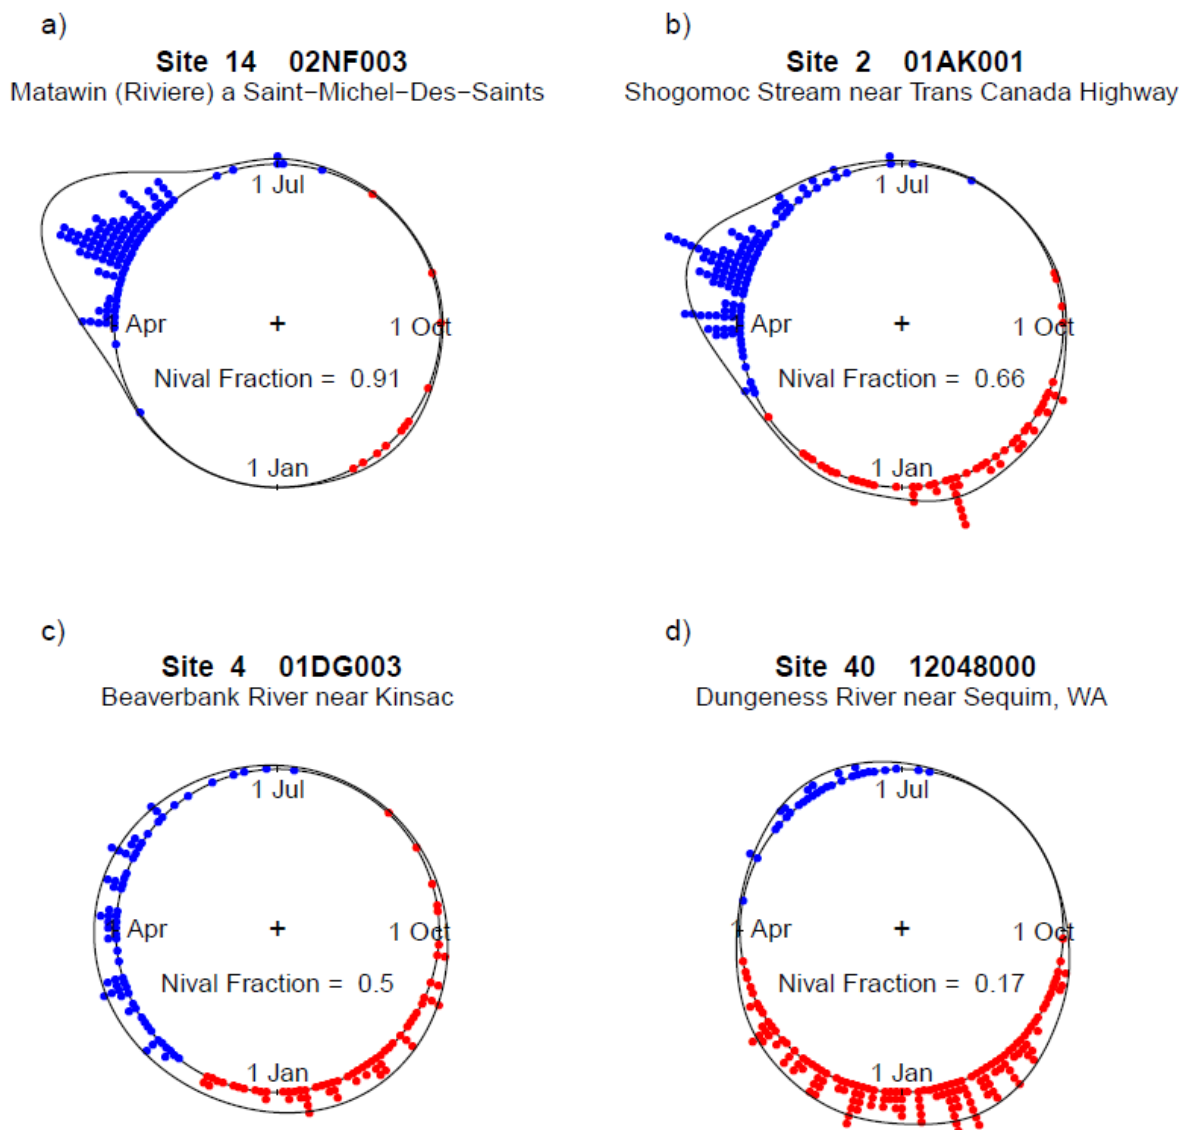 a)
Site 14 02NF003
Matawin (Riviere) a Saint−Michel−Des−Saints
1 Jul
Apr
+
1 Oct
Nival Fraction = 0.91
1 Jan
b)
Site 2 01AK001
Shogomoc Stream near Trans Canada Highway
1 Jul
Apr
+
1 Oct
Nival Fraction = 0.66
1 Jan
c)
Site 4 01DG003
Beaverbank River near Kinsac
1 Jul
Apr
+
1 Oct
Nival Fraction = 0.5
1 Jan
d)
Site 40 12048000
Dungeness River near Sequim, WA
1 Jul
1 Apr
+
1 Oct
Nival Fraction = 0.17
1 Jan